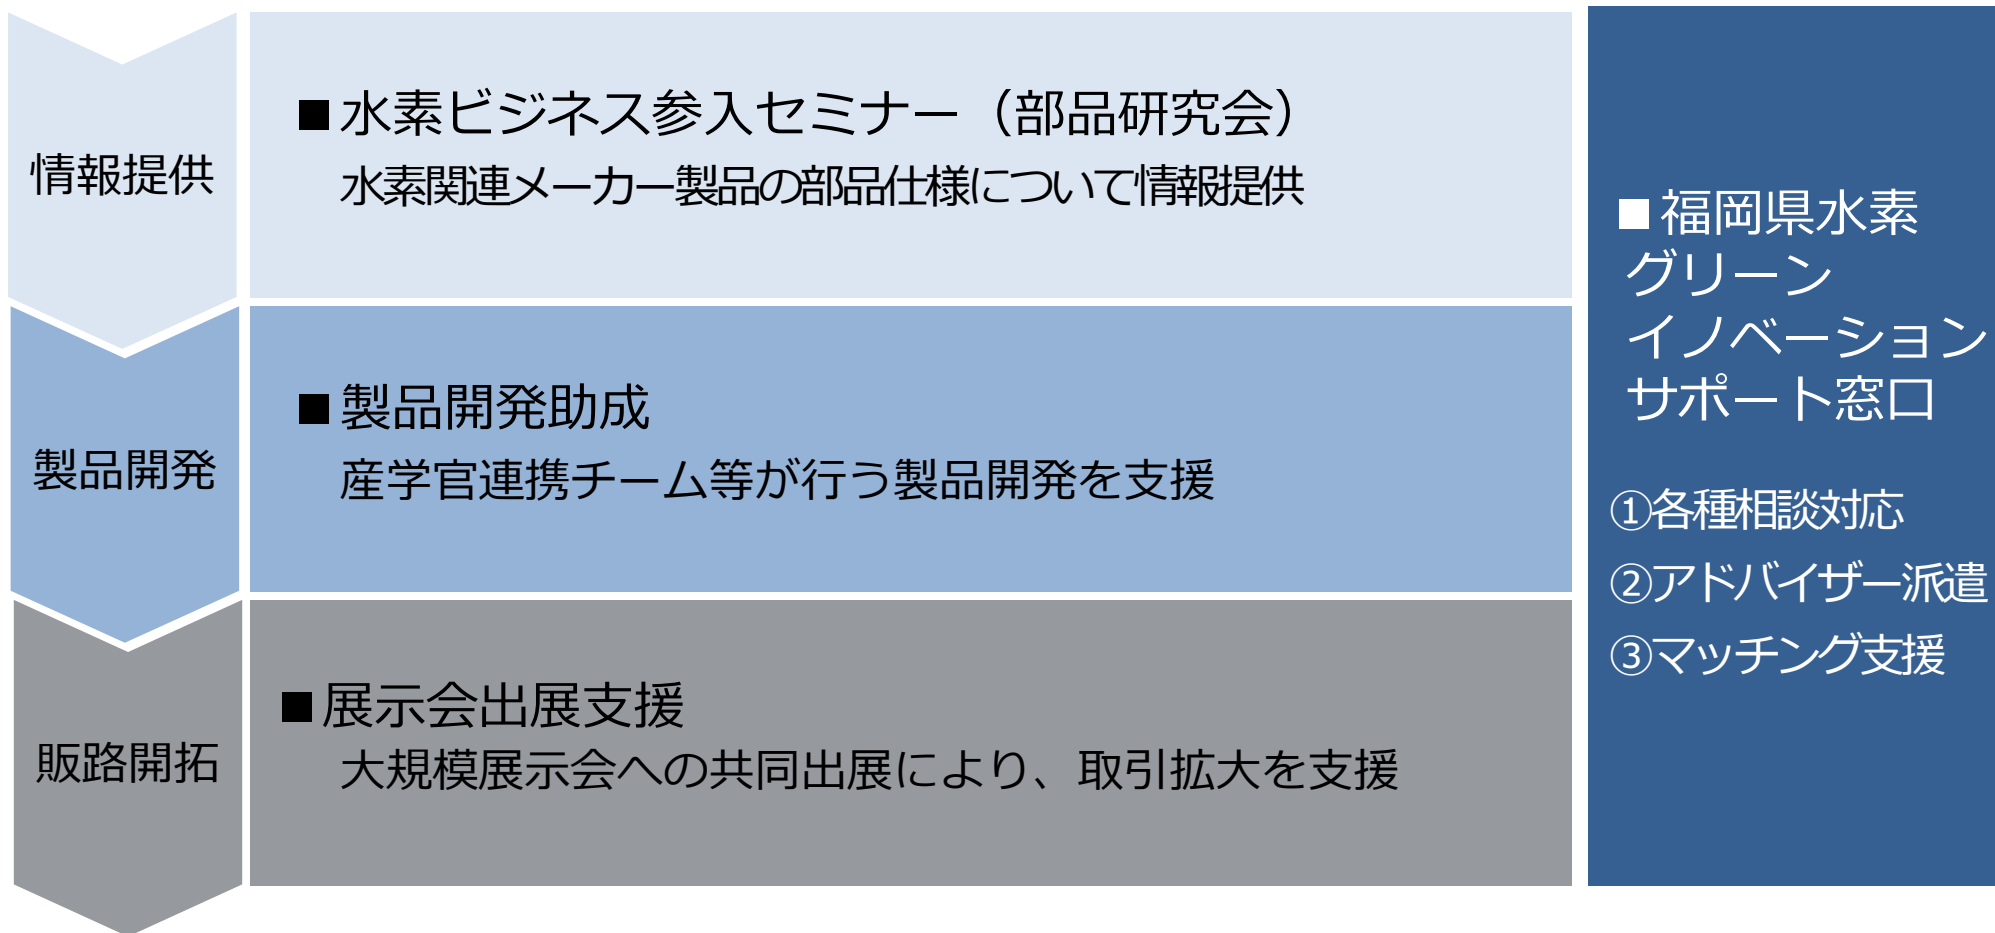 情報提供
■水素ビジネス参入セミナー（部品研究会）
水素関連メーカー製品の部品仕様について情報提供
製品開発
■製品開発助成
産学官連携チーム等が行う製品開発を支援
販路開拓
■展示会出展支援
大規模展示会への共同出展により、取引拡大を支援
■福岡県水素
グリーン
イノベーション
サポート窓口
①各種相談対応
②アドバイザー派遣
③マッチング支援